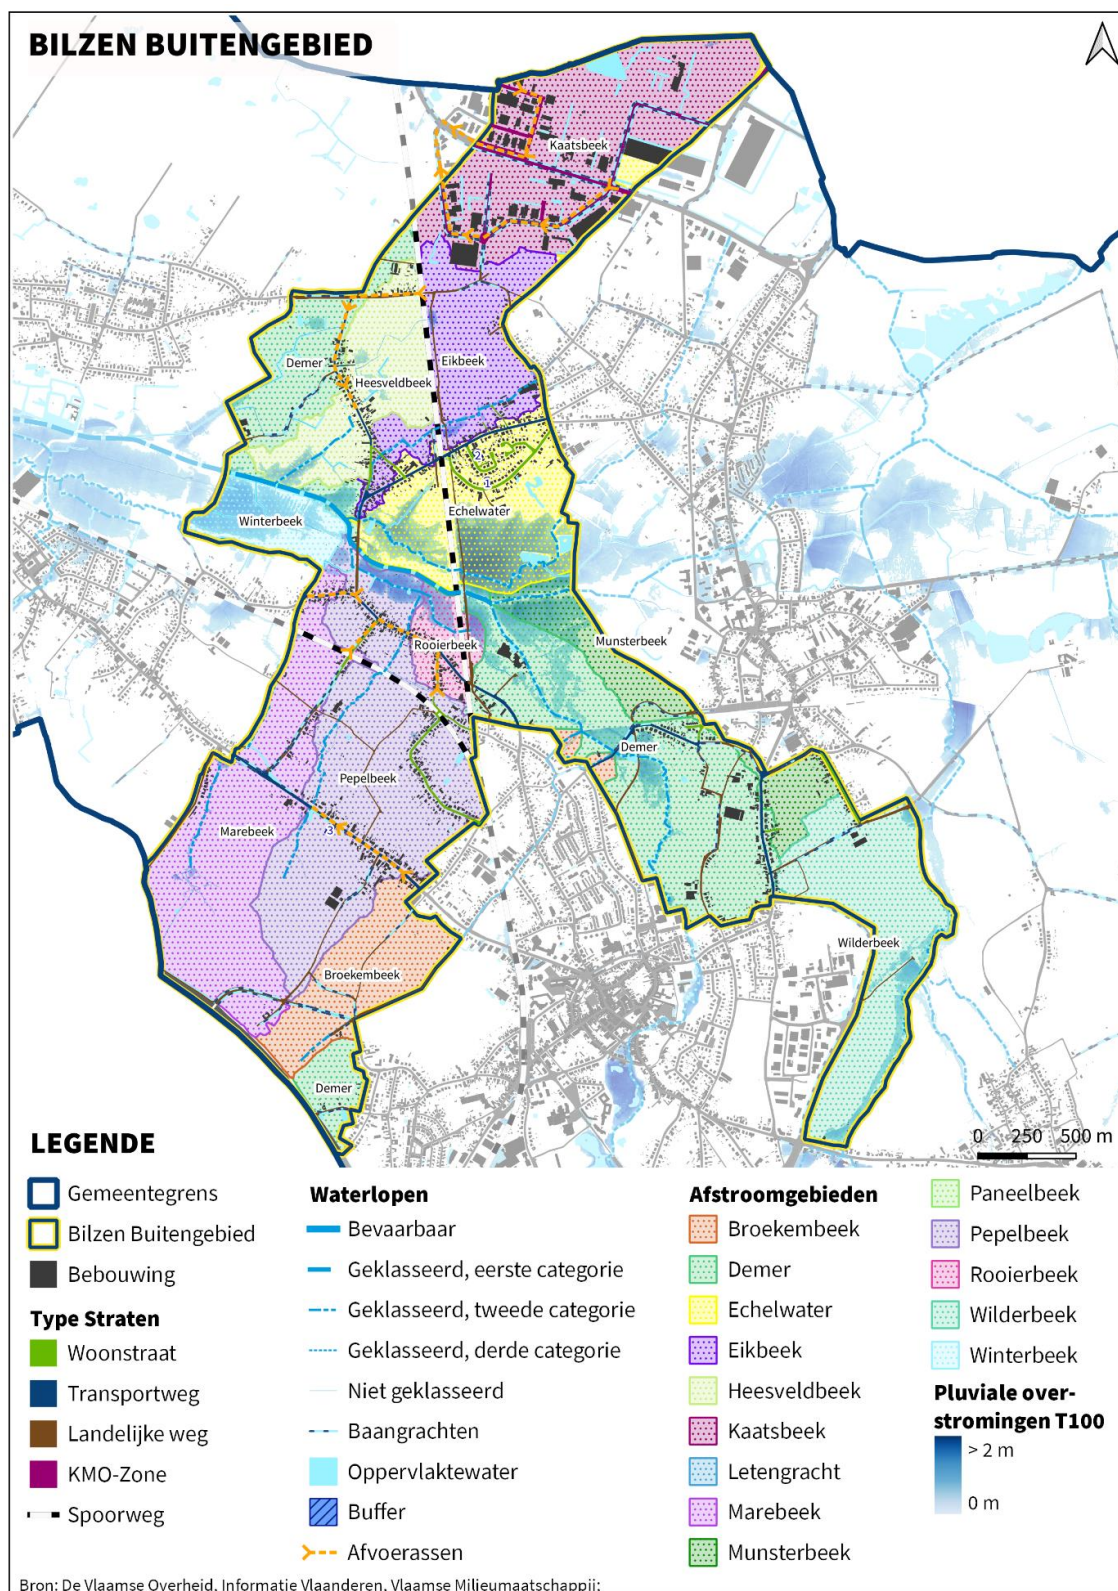 BILZEN BUITENGEBIED
Kaatsbeek
Demer
Heesveldbeek
Eikbeek
2
1
Echelwater
Winterbeek
Rooierbeek
Munsterbeek
Demer
Pepelbeek
Marebeek
3
Wilderbeek
Broekembeek
Demer
0 250 500 m
LEGENDE
Gemeentegrens
Bilzen Buitengebied
Bebouwing
Type Straten
Woonstraat
Transportweg
Landelijke weg
KMO-Zone
Spoorweg
Waterlopen
Bevaarbaar
Geklasseerd, eerste categorie
Geklasseerd, tweede categorie
Geklasseerd, derde categorie
Niet geklasseerd
Baangrachten
Oppervlaktewater
Buffer
Afvoerassen
Afstroomgebieden
Broekembeek
Demer
Echelwater
Eikbeek
Heesveldbeek
Kaatsbeek
Letengracht
Marebeek
Munsterbeek
Paneelbeek
Pepelbeek
Rooierbeek
Wilderbeek
Winterbeek
Pluviale over-
stromingen T100
> 2 m
0 m
Bron: De Vlaamse Overheid, Informatie Vlaanderen, Vlaamse Milieumaatschappij;